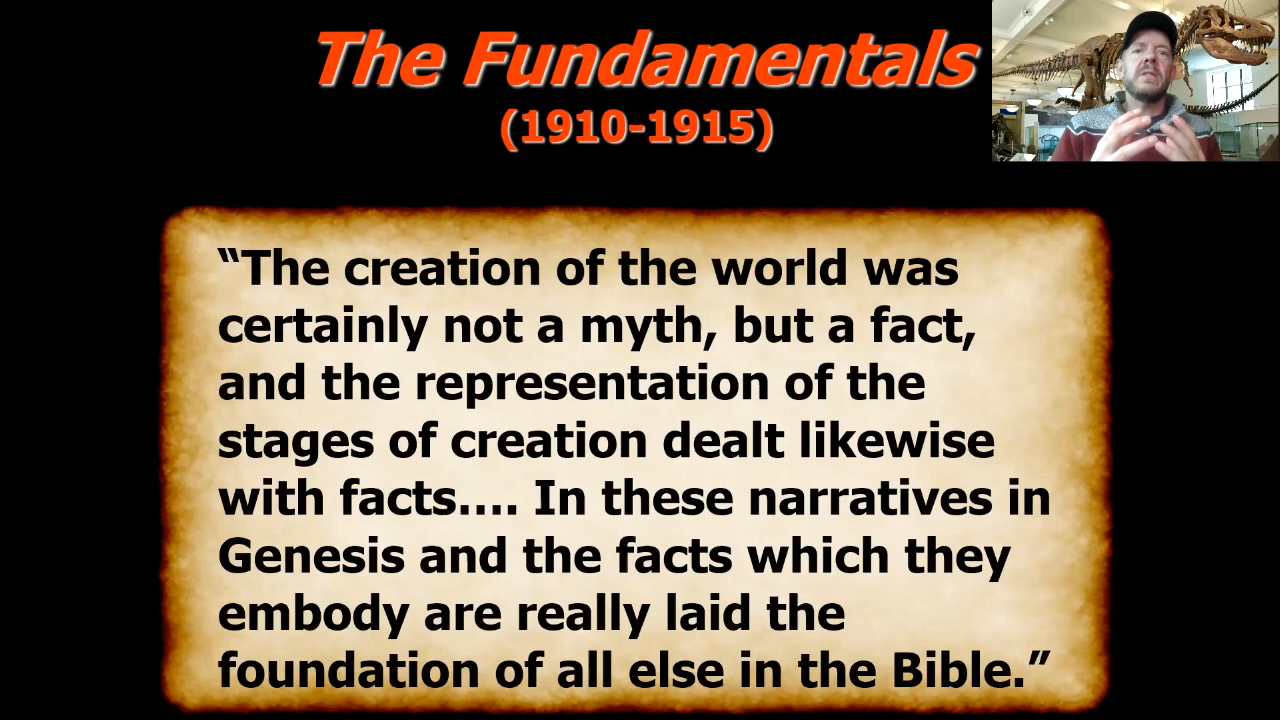 The Fundamentals
(1910-1915)
“The creation of the world was
certainly not a myth, but a fact,
and the representation of the
stages of creation dealt likewise
with facts…. In these narratives in
Genesis and the facts which they
embody are really laid the
foundation of all else in the Bible.”